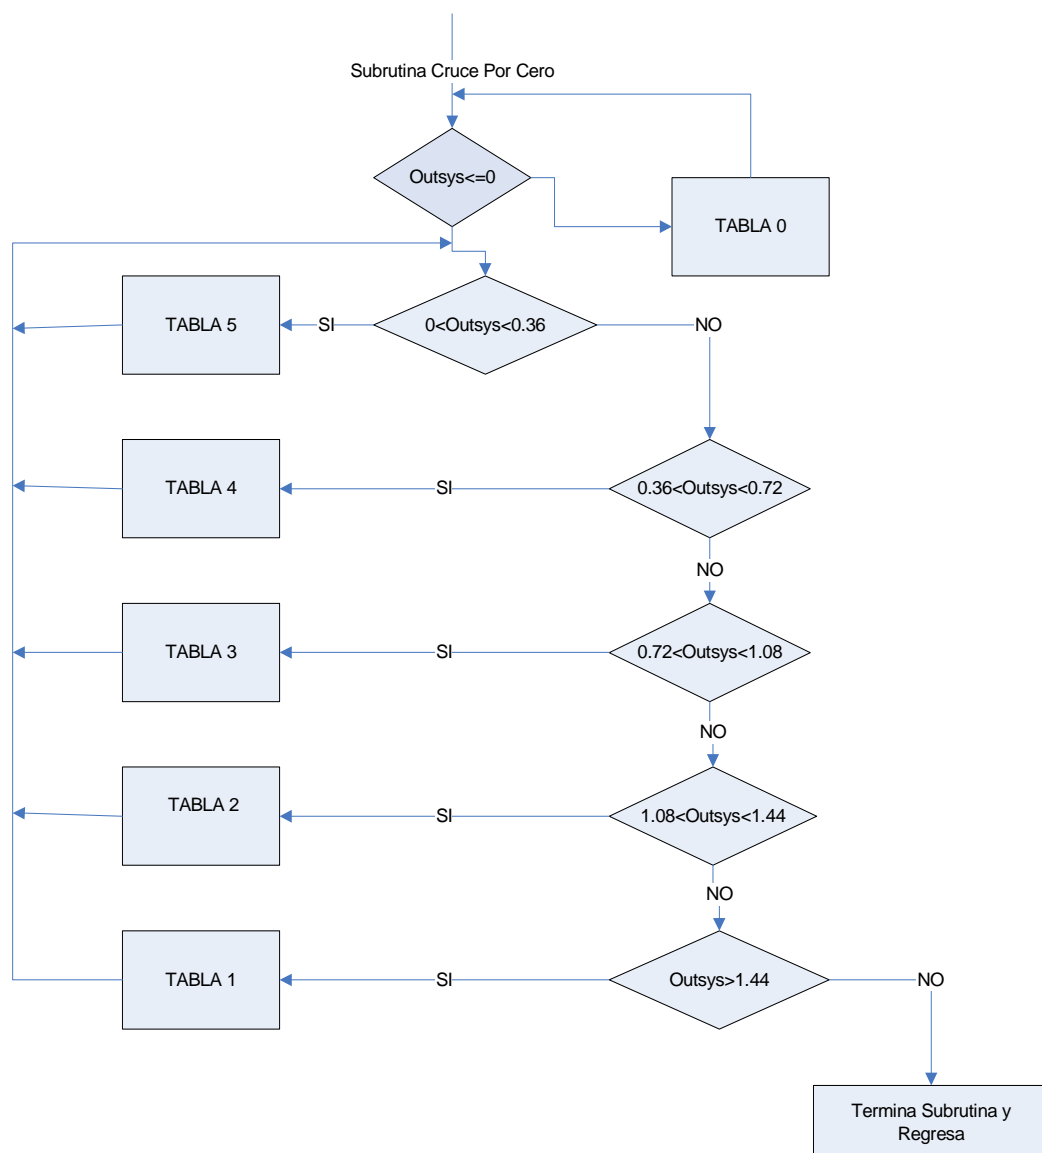 Subrutina Cruce Por Cero
Outsys<=0
TABLA 0
TABLA 5
SI
0<Outsys<0.36
NO
TABLA 4
SI
0.36<Outsys<0.72
NO
TABLA 3
SI
0.72<Outsys<1.08
NO
TABLA 2
SI
1.08<Outsys<1.44
NO
TABLA 1
SI
Outsys>1.44
NO
Termina Subrutina y
Regresa